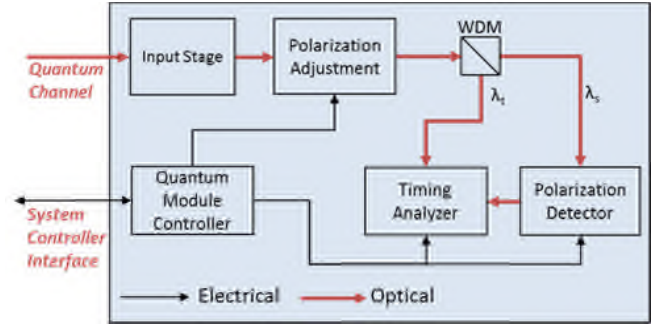 WDM
Input Stage
Polarization
Adjustment
Quantum
Channel
λt
λs
Quantum
Module
Controller
Timing
Analyzer
Polarization
Detector
System
Controller
Interface
Electrical
Optical